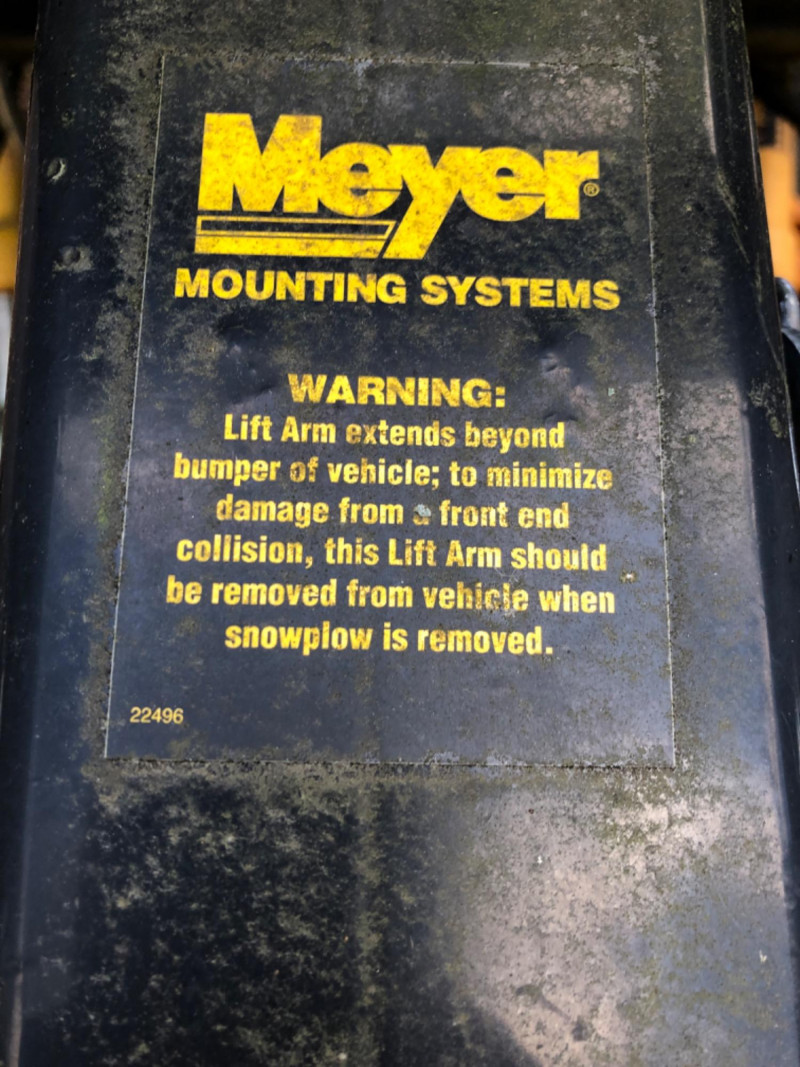 Meyer®
MOUNTING SYSTEMS
WARNING:
Lift Arm extends beyond
bumper of vehicle; to minimize
damage from a front end
collision, this Lift Arm should
be removed from vehicle when
snowplow is removed.
22496